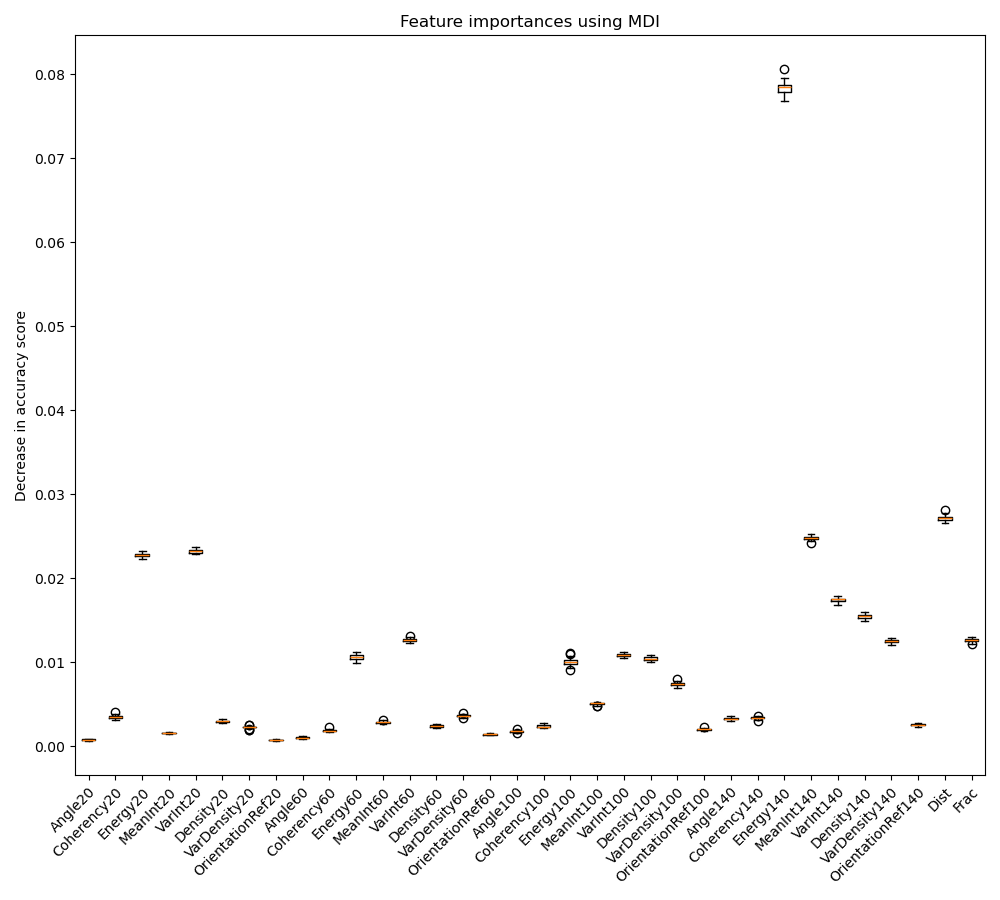 Feature importances using MDI
Decrease in accuracy score
0.08
0.07
0.06
0.05
0.04
0.03
0.02
0.01
0.00
Angle20
Coherency20
Energy20
MeanInt20
VarInt20
Density20
VarDensity20
OrientationRef20
Angle60
Coherency60
Energy60
MeanInt60
VarInt60
Density60
VarDensity60
OrientationRef60
Angle100
Coherency100
Energy100
MeanInt100
VarInt100
Density100
VarDensity100
OrientationRef100
Angle140
Coherency140
Energy140
MeanInt140
VarInt140
Density140
VarDensity140
OrientationRef140
Dist
Frac